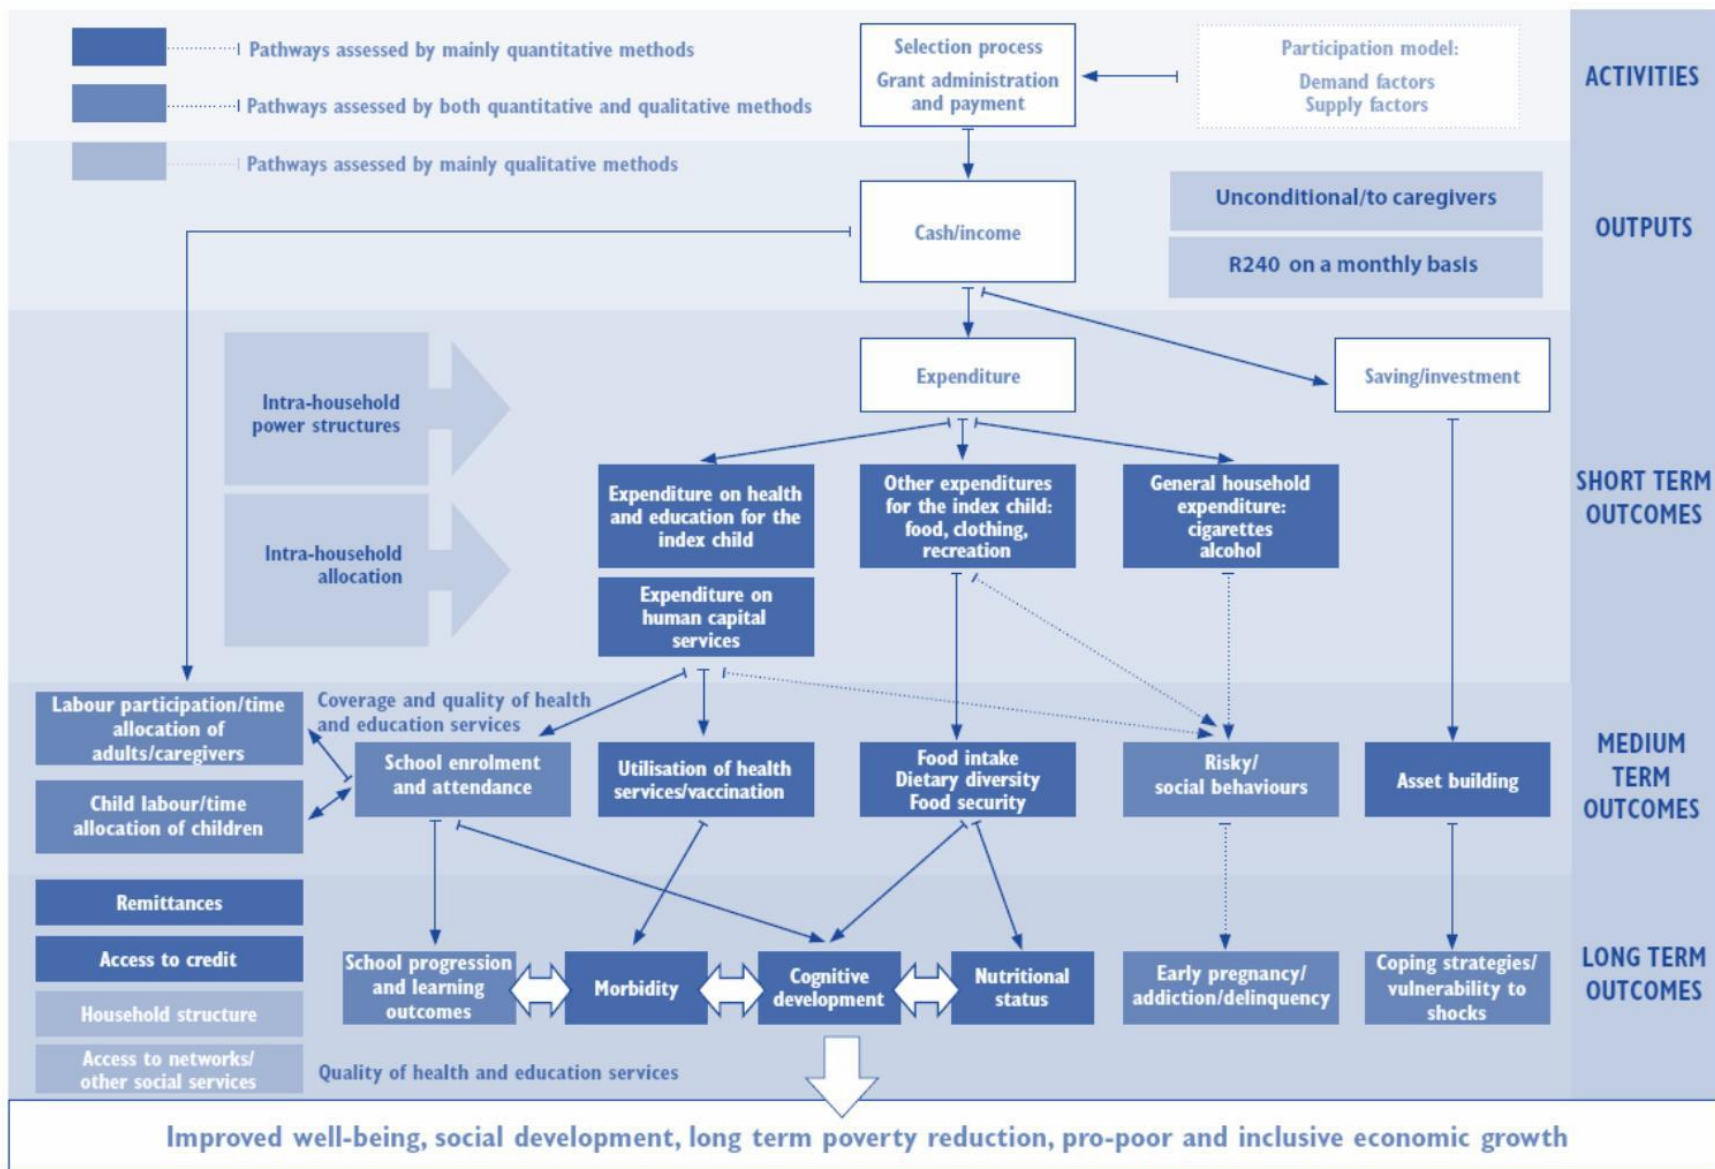 Pathways assessed by mainly quantitative methods
Pathways assessed by both quantitative and qualitative methods
Pathways assessed by mainly qualitative methods
Selection process
Grant administration
and payment
Participation model:
Demand factors
Supply factors
ACTIVITIES
Cash/income
Unconditional/to caregivers
R240 on a monthly basis
OUTPUTS
Intra-household
power structures
Intra-household
allocation
Expenditure
Saving/investment
Expenditure on health
and education for the
index child
Expenditure on
human capital
services
Other expenditures
for the index child:
food, clothing,
recreation
General household
expenditure:
cigarettes
alcohol
SHORT TERM
OUTCOMES
Labour participation/time
allocation of
adults/caregivers
Child labour/time
allocation of children
Coverage and quality of health
and education services
School enrolment
and attendance
Utilisation of health
services/vaccination
Food intake
Dietary diversity
Food security
Risky/
social behaviours
Asset building
MEDIUM
TERM
OUTCOMES
Remittances
Access to credit
Household structure
Access to networks/
other social services
School progression
and learning
outcomes
Morbidity
Cognitive
development
Nutritional
status
Early pregnancy/
addiction/delinquency
Coping strategies/
vulnerability to
shocks
LONG TERM
OUTCOMES
Quality of health and education services
Improved well-being, social development, long term poverty reduction, pro-poor and inclusive economic growth